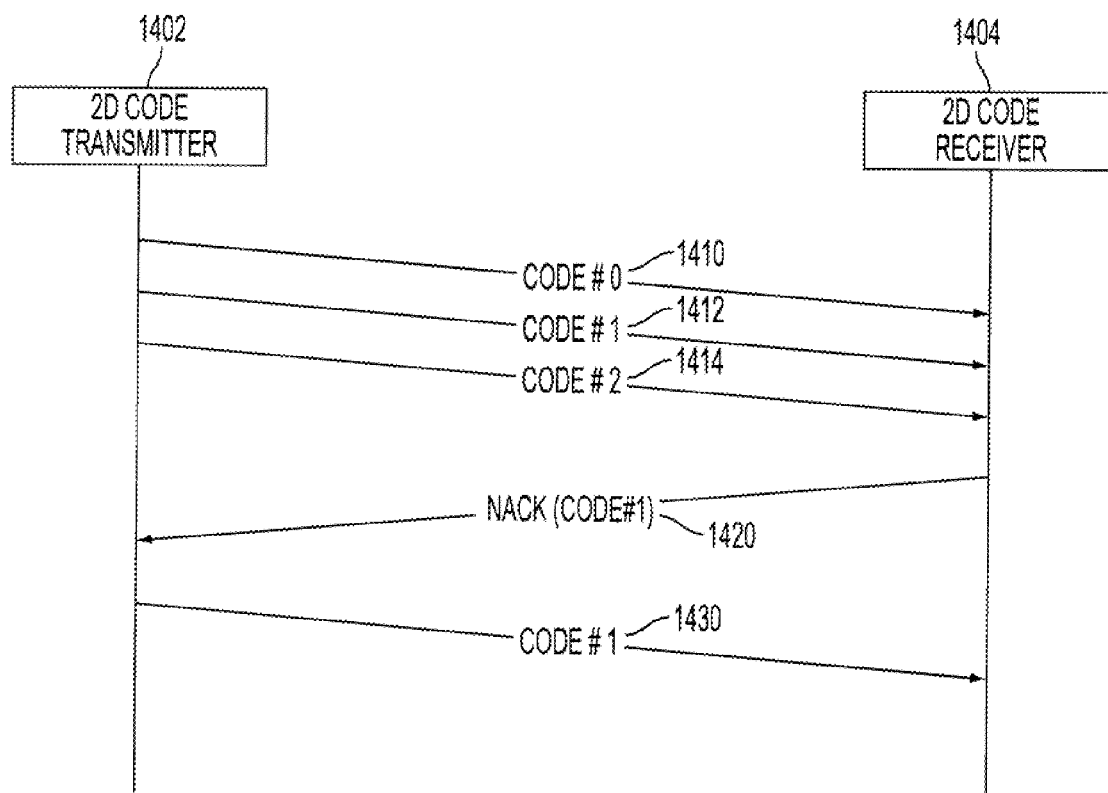 1402
1404
2D CODE
TRANSMITTER
2D CODE
RECEIVER
1410
CODE # 0
1412
CODE # 1
1414
CODE # 2
NACK (CODE#1)
1420
1430
CODE # 1